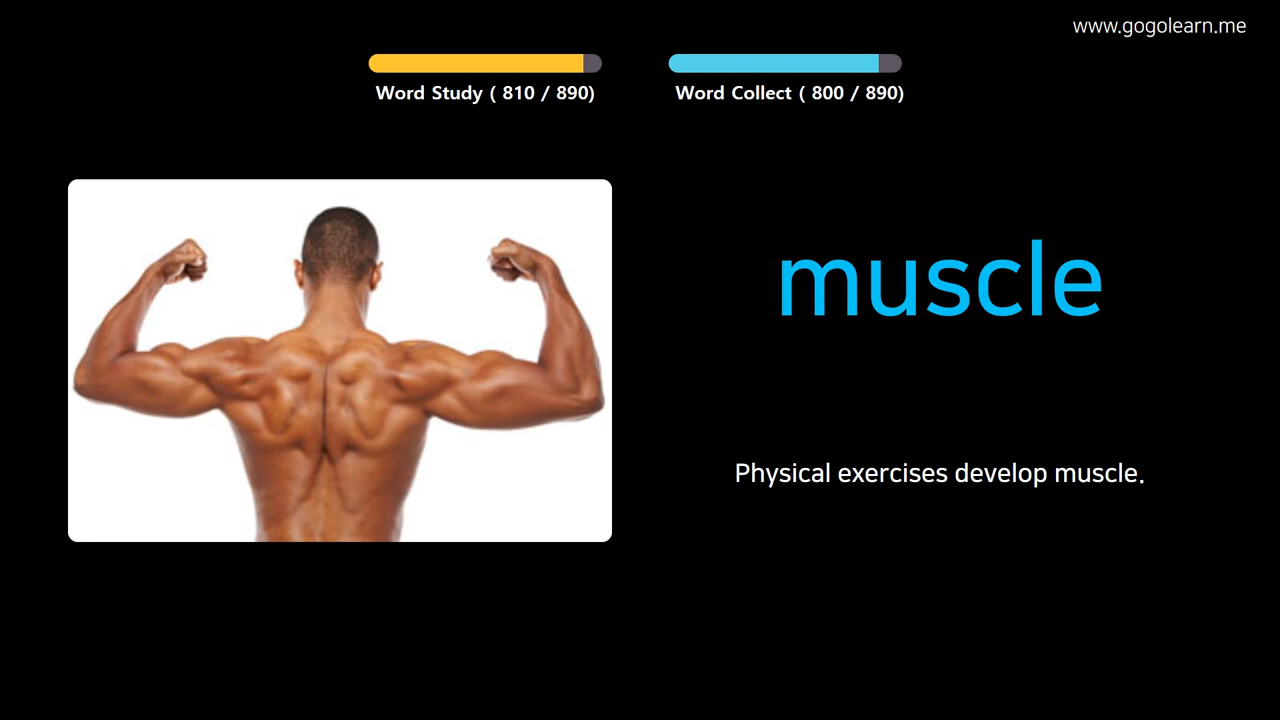 www.gogolearn.me
Word Study ( 810 / 890)
Word Collect ( 800 / 890)
muscle
Physical exercises develop muscle.